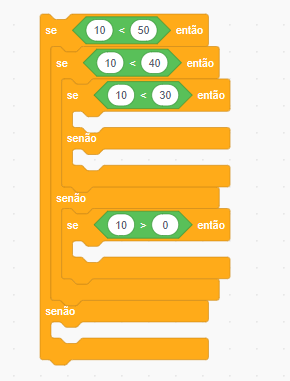 se 10 < 50 então
se 10 < 40 então
se 10 < 30 então
senão
senão
se 10 > 0 então
senão